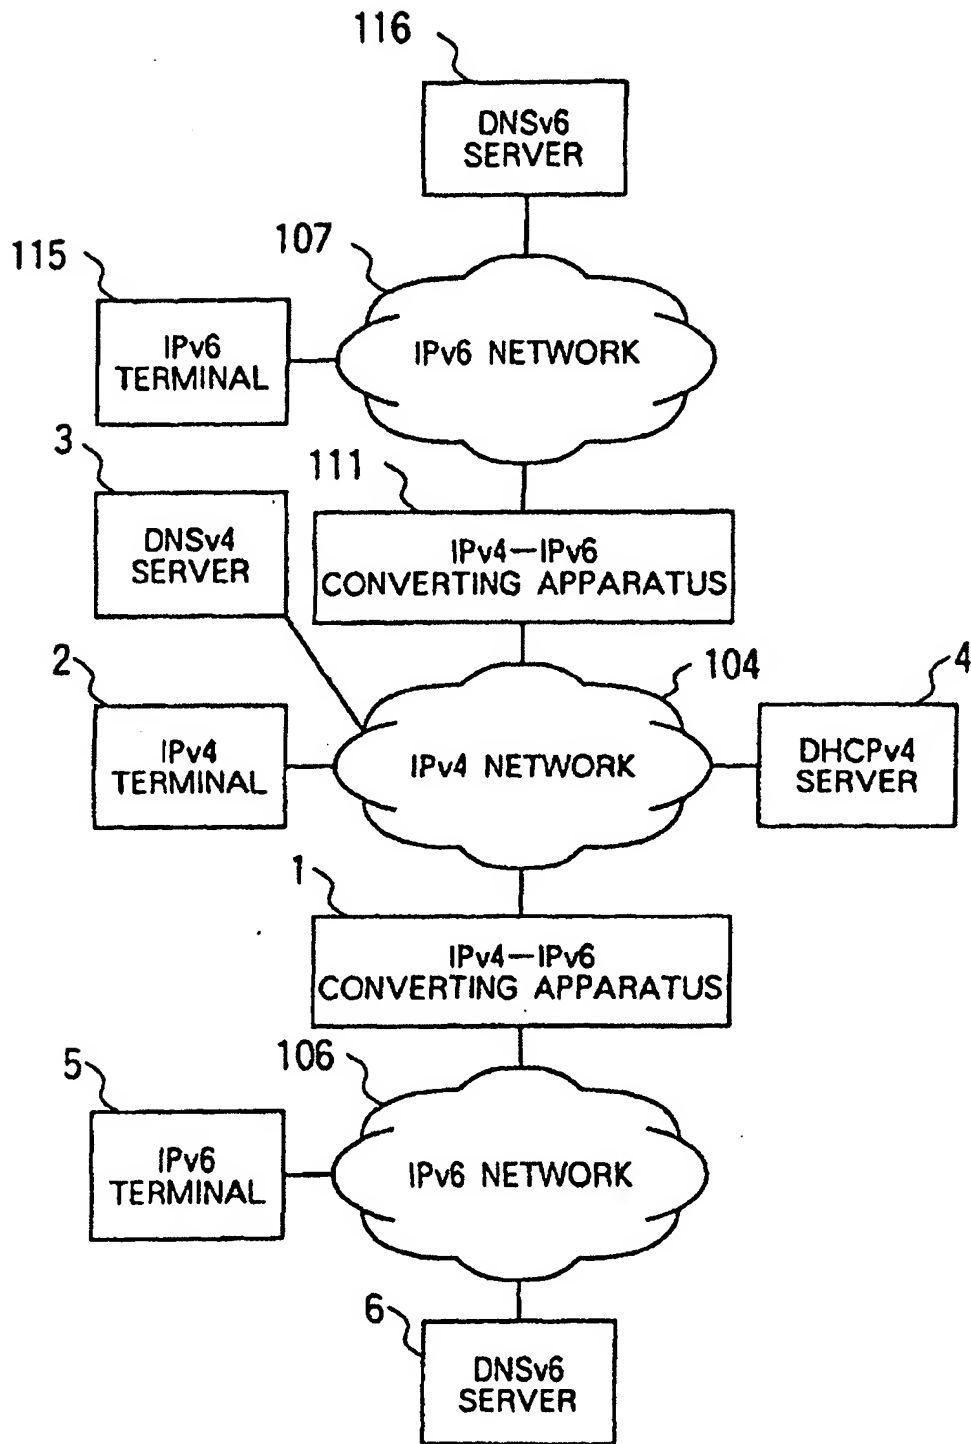 116
DNSv6
SERVER
107
115
IPv6
TERMINAL
IPv6 NETWORK
3
111
DNSv4
SERVER
IPv4—IPv6
CONVERTING APPARATUS
2
104
4
IPv4
TERMINAL
IPv4 NETWORK
DHCPv4
SERVER
1
IPv4—IPv6
CONVERTING APPARATUS
5
106
IPv6
TERMINAL
IPv6 NETWORK
6
DNSv6
SERVER